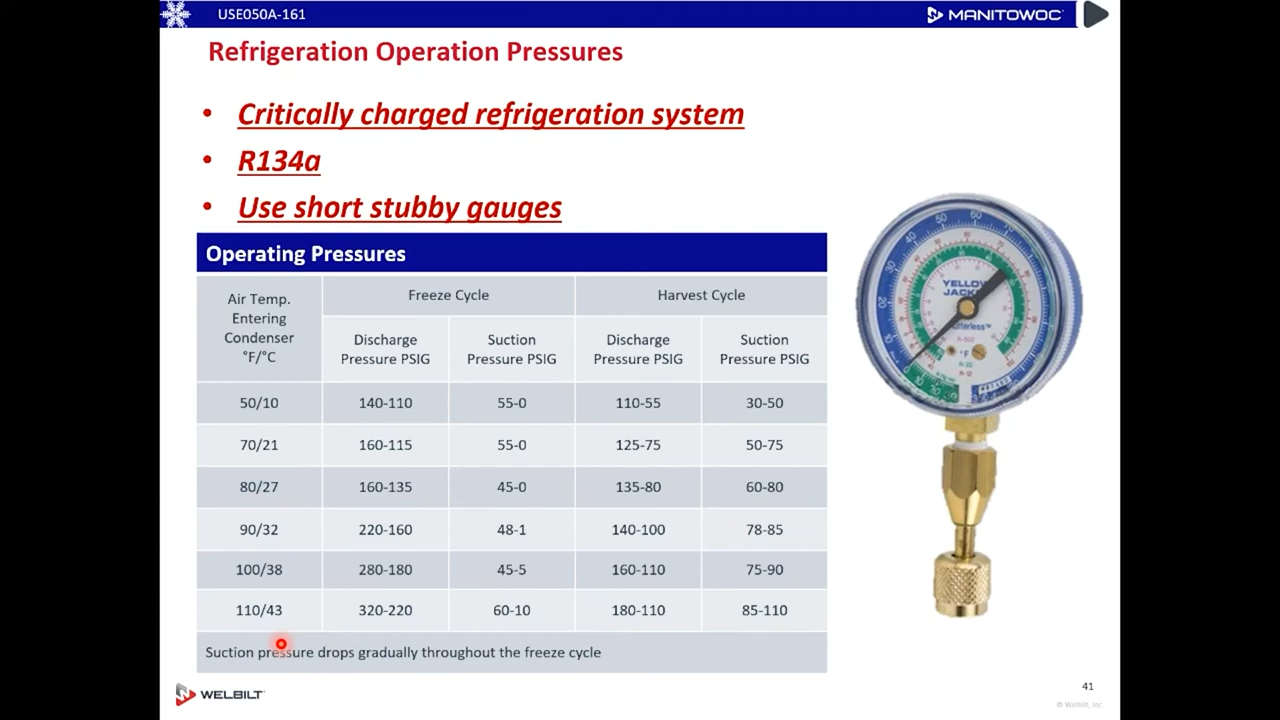 USE050A-161
MANITOWOC
Refrigeration Operation Pressures
• Critically charged refrigeration system
• R134a
• Use short stubby gauges
Operating Pressures
Air Temp. Entering Condenser °F/°C
Freeze Cycle
Harvest Cycle
Discharge Pressure PSIG
Suction Pressure PSIG
Discharge Pressure PSIG
Suction Pressure PSIG
50/10 140-110 55-0 110-55 30-50
70/21 160-115 55-0 125-75 50-75
80/27 160-135 45-0 135-80 60-80
90/32 220-160 48-1 140-100 78-85
100/38 280-180 45-5 160-110 75-90
110/43 320-220 60-10 180-110 85-110
Suction pressure drops gradually throughout the freeze cycle
YELLOW
°F
WELBILT
41
© Welbilt, Inc